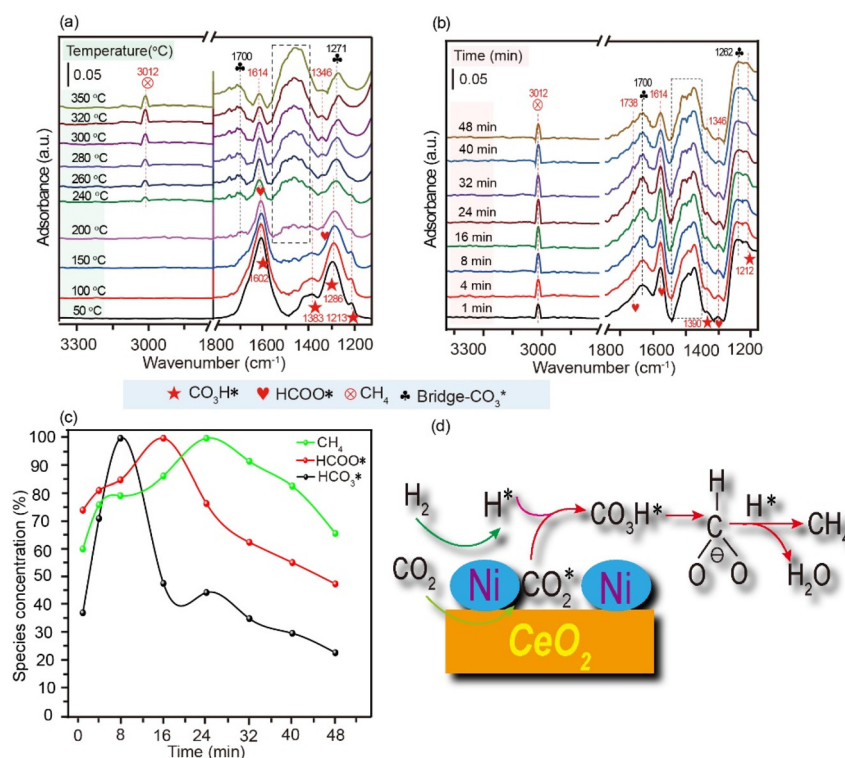 (a)
Temperature(°C)
0.05
3012
1700
1614
1346
1271
350 °C
320 °C
300 °C
280 °C
260 °C
240 °C
200 °C
150 °C
100 °C
50 °C
1602
1286
1383
1213
Adsorbance (a.u.)
3300 3000 1800 1600 1400 1200
Wavenumber (cm⁻¹)
(b)
Time (min)
0.05
3012
1738
1700
1614
1346
1262
48 min
40 min
32 min
24 min
16 min
8 min
4 min
1 min
1390
1212
Adsorbance (a.u.)
3300 3000 1800 1600 1400 1200
Wavenumber (cm⁻¹)
★ CO₃H* ♥ HCOO* ⊗ CH₄ ♣ Bridge-CO₃*
(c)
CH₄
HCOO*
HCO₃*
100
90
80
70
60
50
40
30
20
10
0
Species concentration (%)
0 8 16 24 32 40 48
Time (min)
(d)
H₂
H*
CO₃H*
H
C
⊖
O O
H*
CH₄
H₂O
CO₂
Ni
CO₂*
Ni
CeO₂